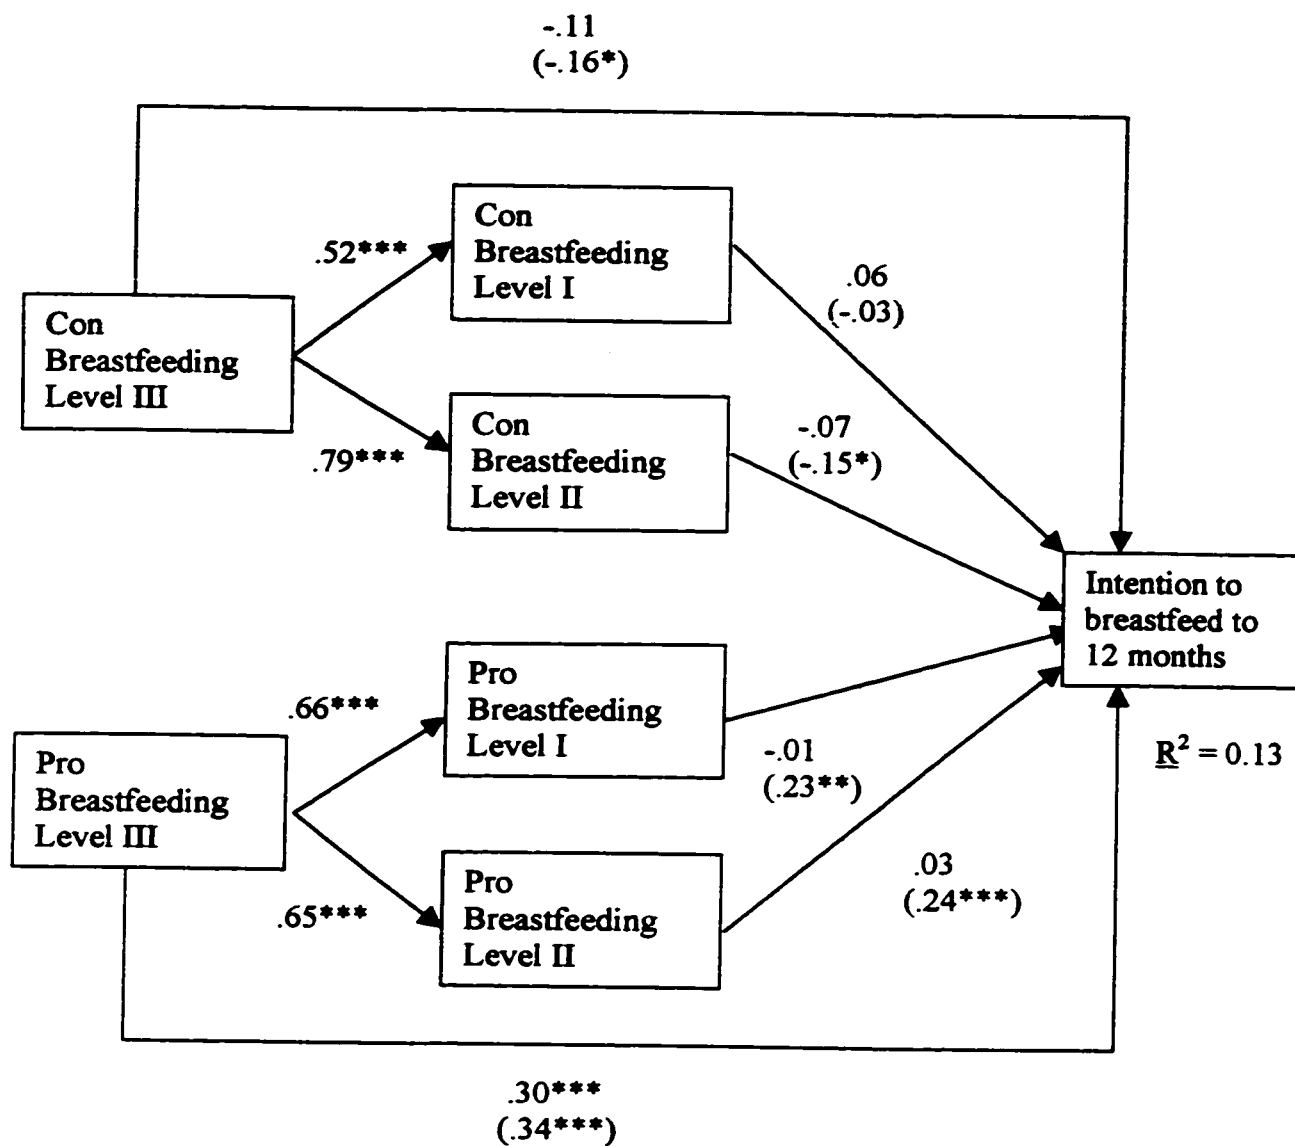 -.11
(-.16*)
Con
Breastfeeding
Level I
.52***
.06
(-.03)
Con
Breastfeeding
Level III
Con
Breastfeeding
Level II
.79***
-.07
(-.15*)
Intention to
breastfeed to
12 months
Pro
Breastfeeding
Level I
.66***
-.01
(.23**)
R² = 0.13
Pro
Breastfeeding
Level III
Pro
Breastfeeding
Level II
.65***
.03
(.24***)
.30***
(.34***)